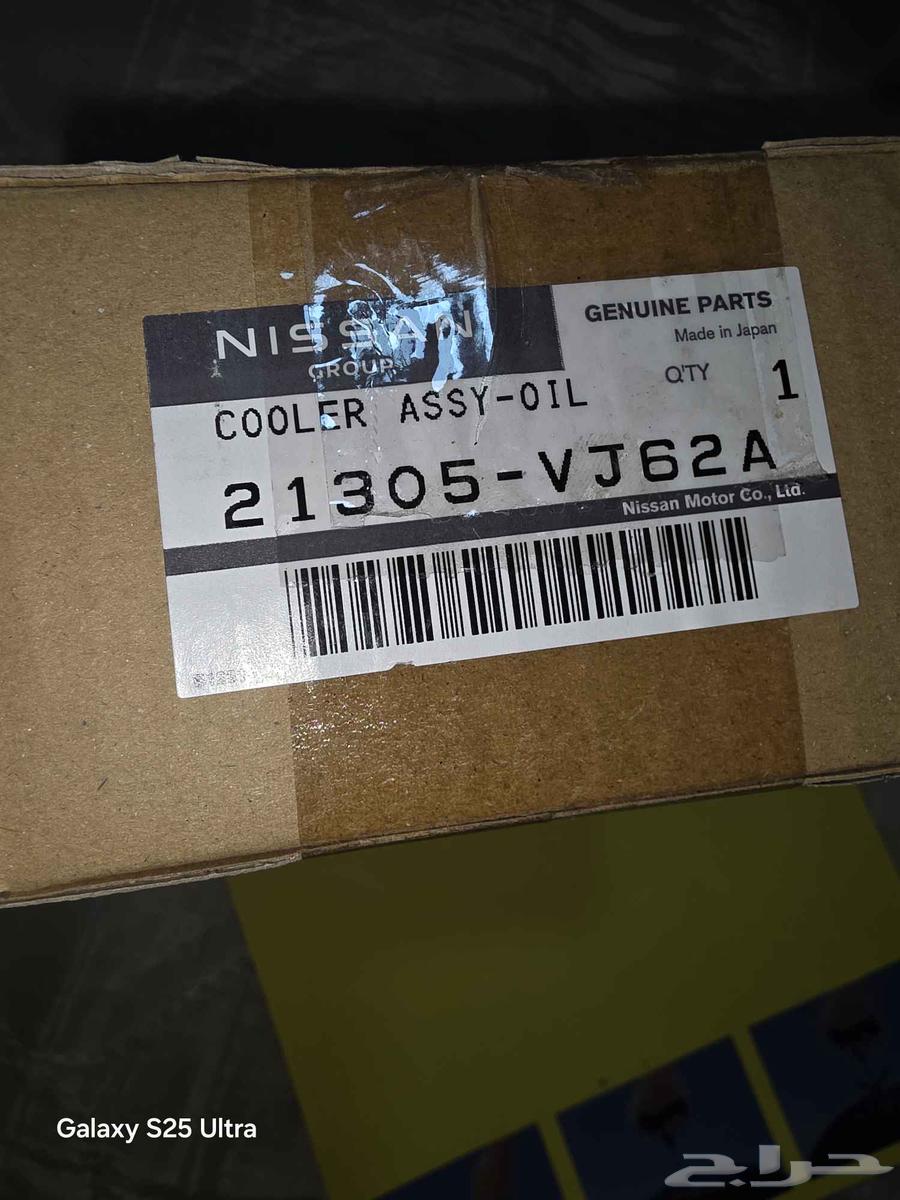 NISSAN
GROUP
GENUINE PARTS
Made in Japan
Q'TY 1
COOLER ASSY-OIL
21305-VJ62A
Nissan Motor Co., Ltd.
Galaxy S25 Ultra
حراج